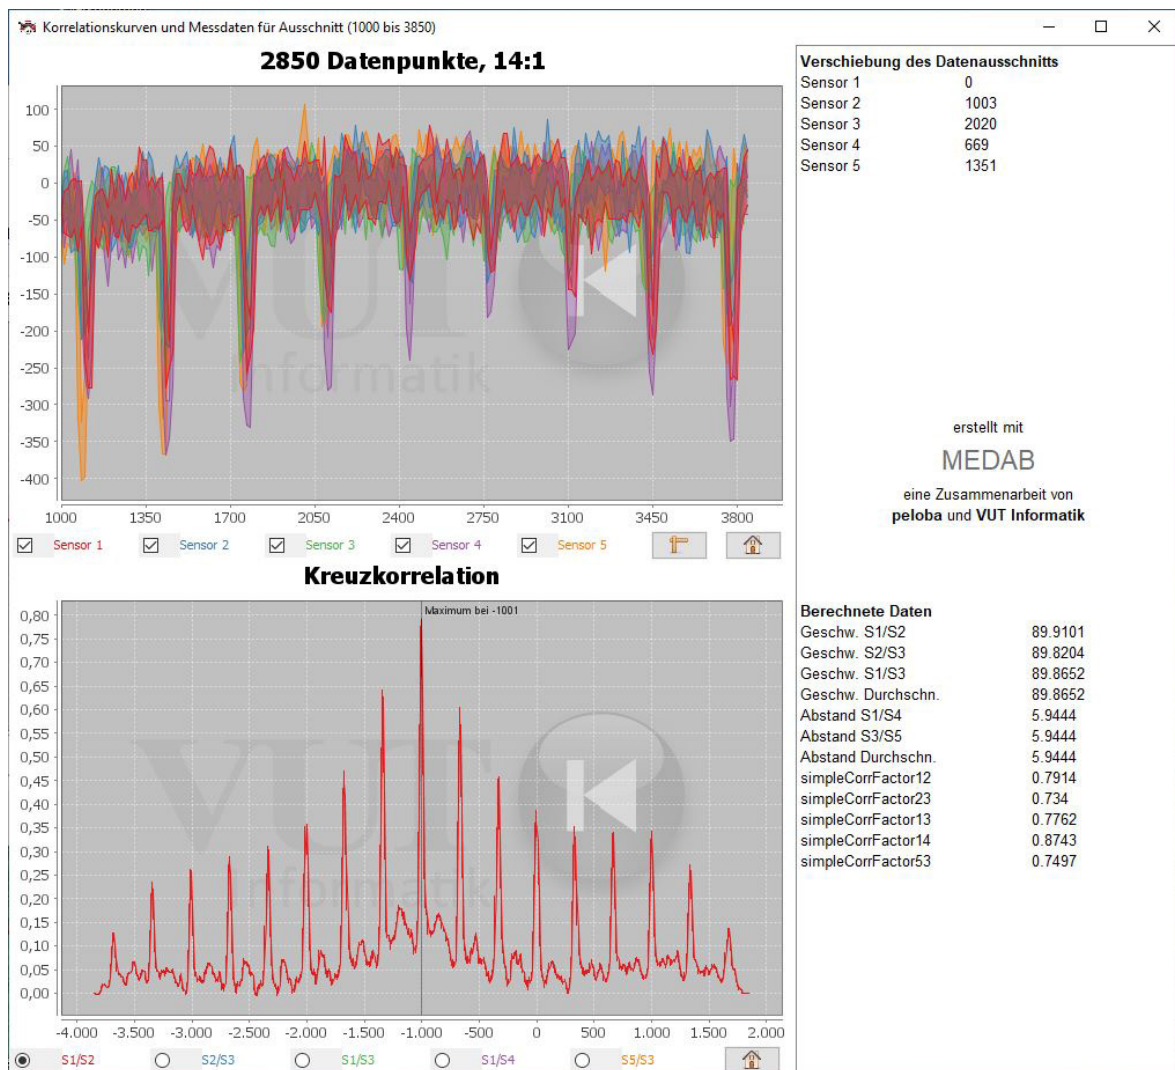 Korrelationskurven und Messdaten für Ausschnitt (1000 bis 3850)
2850 Datenpunkte, 14:1
100
50
0
-50
-100
-150
-200
-250
-300
-350
-400
1000 1350 1700 2050 2400 2750 3100 3450 3800
VUT
Informatik
Sensor 1 Sensor 2 Sensor 3 Sensor 4 Sensor 5
Kreuzkorrelation
Maximum bei -1001
0,80
0,75
0,70
0,65
0,60
0,55
0,50
0,45
0,40
0,35
0,30
0,25
0,20
0,15
0,10
0,05
0,00
-4.000 -3.500 -3.000 -2.500 -2.000 -1.500 -1.000 -500 0 500 1.000 1.500 2.000
VUT
Informatik
S1/S2 S2/S3 S1/S3 S1/S4 S5/S3
Verschiebung des Datenausschnitts
Sensor 1 0
Sensor 2 1003
Sensor 3 2020
Sensor 4 669
Sensor 5 1351
erstellt mit
MEDAB
eine Zusammenarbeit von
peloba und VUT Informatik
Berechnete Daten
Geschw. S1/S2 89.9101
Geschw. S2/S3 89.8204
Geschw. S1/S3 89.8652
Geschw. Durchschn. 89.8652
Abstand S1/S4 5.9444
Abstand S3/S5 5.9444
Abstand Durchschn. 5.9444
simpleCorrFactor12 0.7914
simpleCorrFactor23 0.734
simpleCorrFactor13 0.7762
simpleCorrFactor14 0.8743
simpleCorrFactor53 0.7497